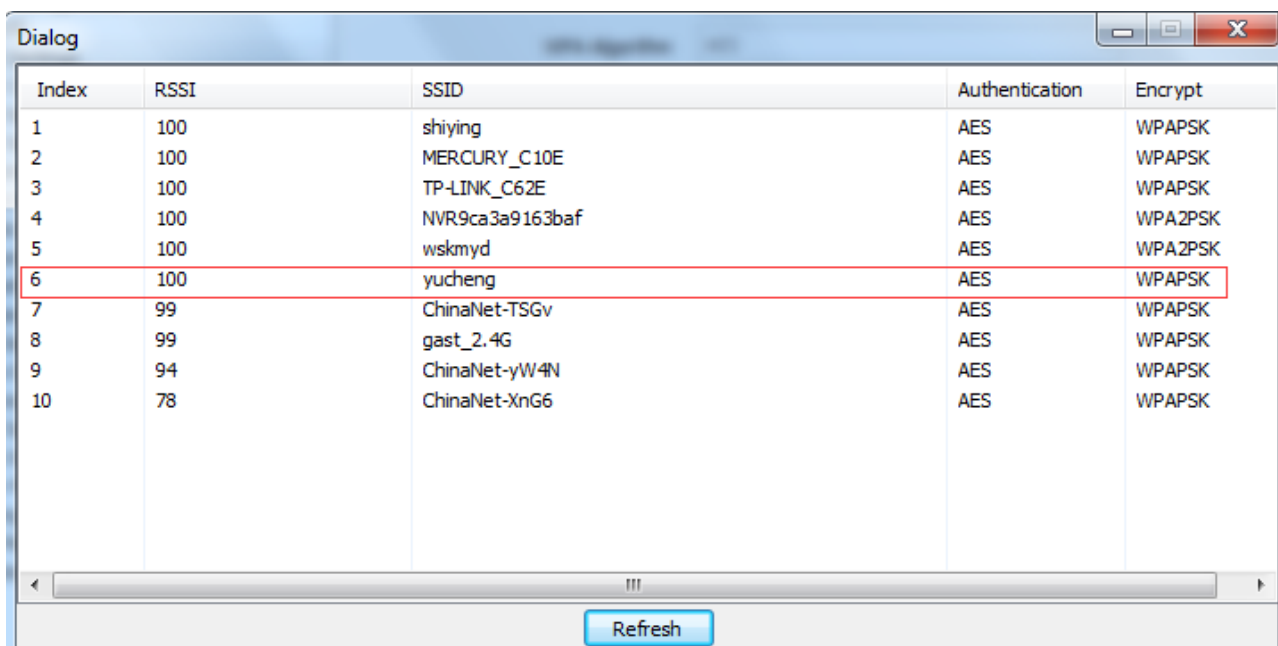 Dialog
Index RSSI SSID Authentication Encrypt
1 100 shiying AES WPAPSK
2 100 MERCURY_C10E AES WPAPSK
3 100 TP-LINK_C62E AES WPAPSK
4 100 NVR9ca3a9163baf AES WPA2PSK
5 100 wskmyd AES WPA2PSK
6 100 yucheng AES WPAPSK
7 99 ChinaNet-TSGv AES WPAPSK
8 99 gast_2.4G AES WPAPSK
9 94 ChinaNet-yW4N AES WPAPSK
10 78 ChinaNet-XnG6 AES WPAPSK
Refresh